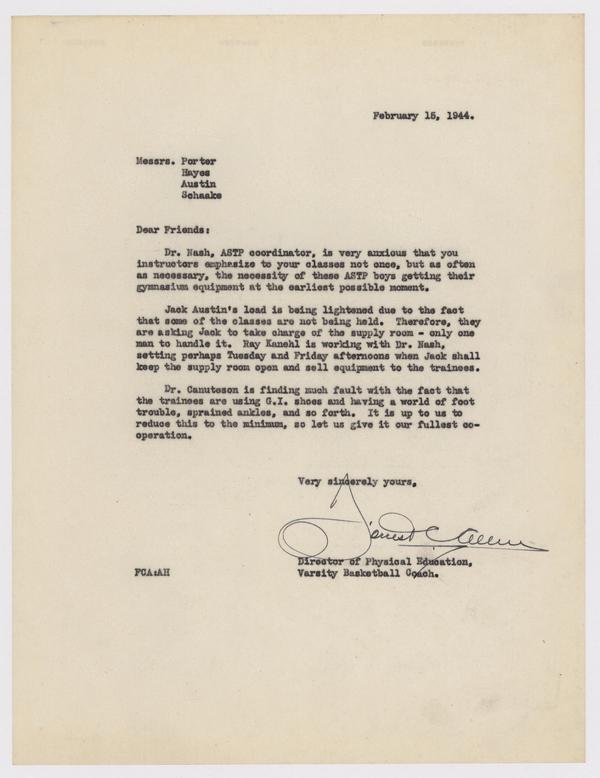 February 15, 1944.
Messrs. Porter
Hayes
Austin
Schaake
Dear Friends:
Dr. Nash, ASTP coordinator, is very anxious that you
instructors emphasize to your classes not once, but as often
as necessary, the necessity of these ASTP boys getting their
gymnasium equipment at the earliest possible moment.
Jack Austin's load is being lightened due to the fact
that some of the classes are not being held. Therefore, they
are asking Jack to take charge of the supply room - only one
man to handle it. Ray Kanehl is working with Dr. Nash,
setting perhaps Tuesday and Friday afternoons when Jack shall
keep the supply room open and sell equipment to the trainees.
Dr. Canuteson is finding much fault with the fact that
the trainees are using G.I. shoes and having a world of foot
trouble, sprained ankles, and so forth. It is up to us to
reduce this to the minimum, so let us give it our fullest co-
operation.
Very sincerely yours,
Forrest C. Allen
Director of Physical Education,
FCA:AH Varsity Basketball Coach.